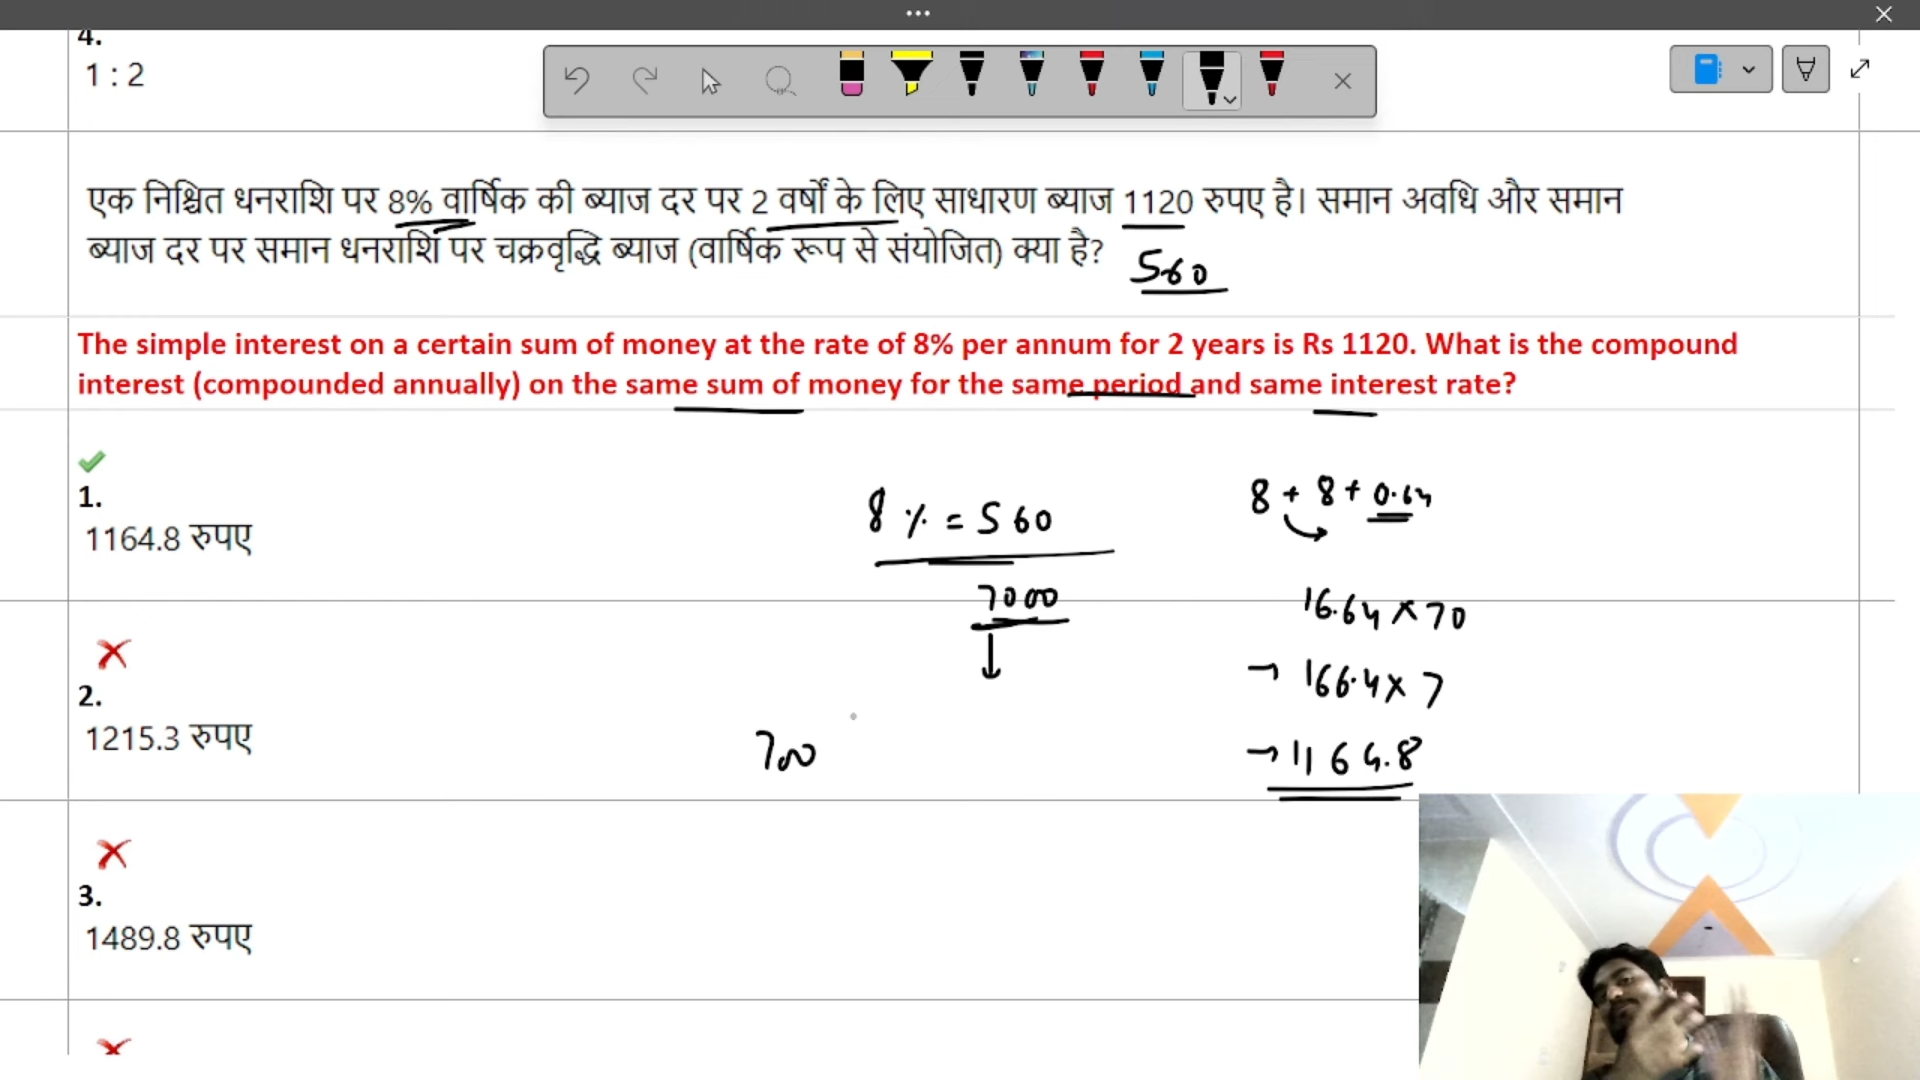 4.
1 : 2
एक निश्चित धनराशि पर 8% वार्षिक की ब्याज दर पर 2 वर्षों के लिए साधारण ब्याज 1120 रुपए है। समान अवधि और समान
ब्याज दर पर समान धनराशि पर चक्रवृद्धि ब्याज (वार्षिक रूप से संयोजित) क्या है?
560
The simple interest on a certain sum of money at the rate of 8% per annum for 2 years is Rs 1120. What is the compound
interest (compounded annually) on the same sum of money for the same period and same interest rate?
1.
1164.8 रुपए
8 % = 560
7000
8 + 8 + 0.64
16.64 × 70
→ 166.4 × 7
→ 1164.8
2.
1215.3 रुपए
700
3.
1489.8 रुपए